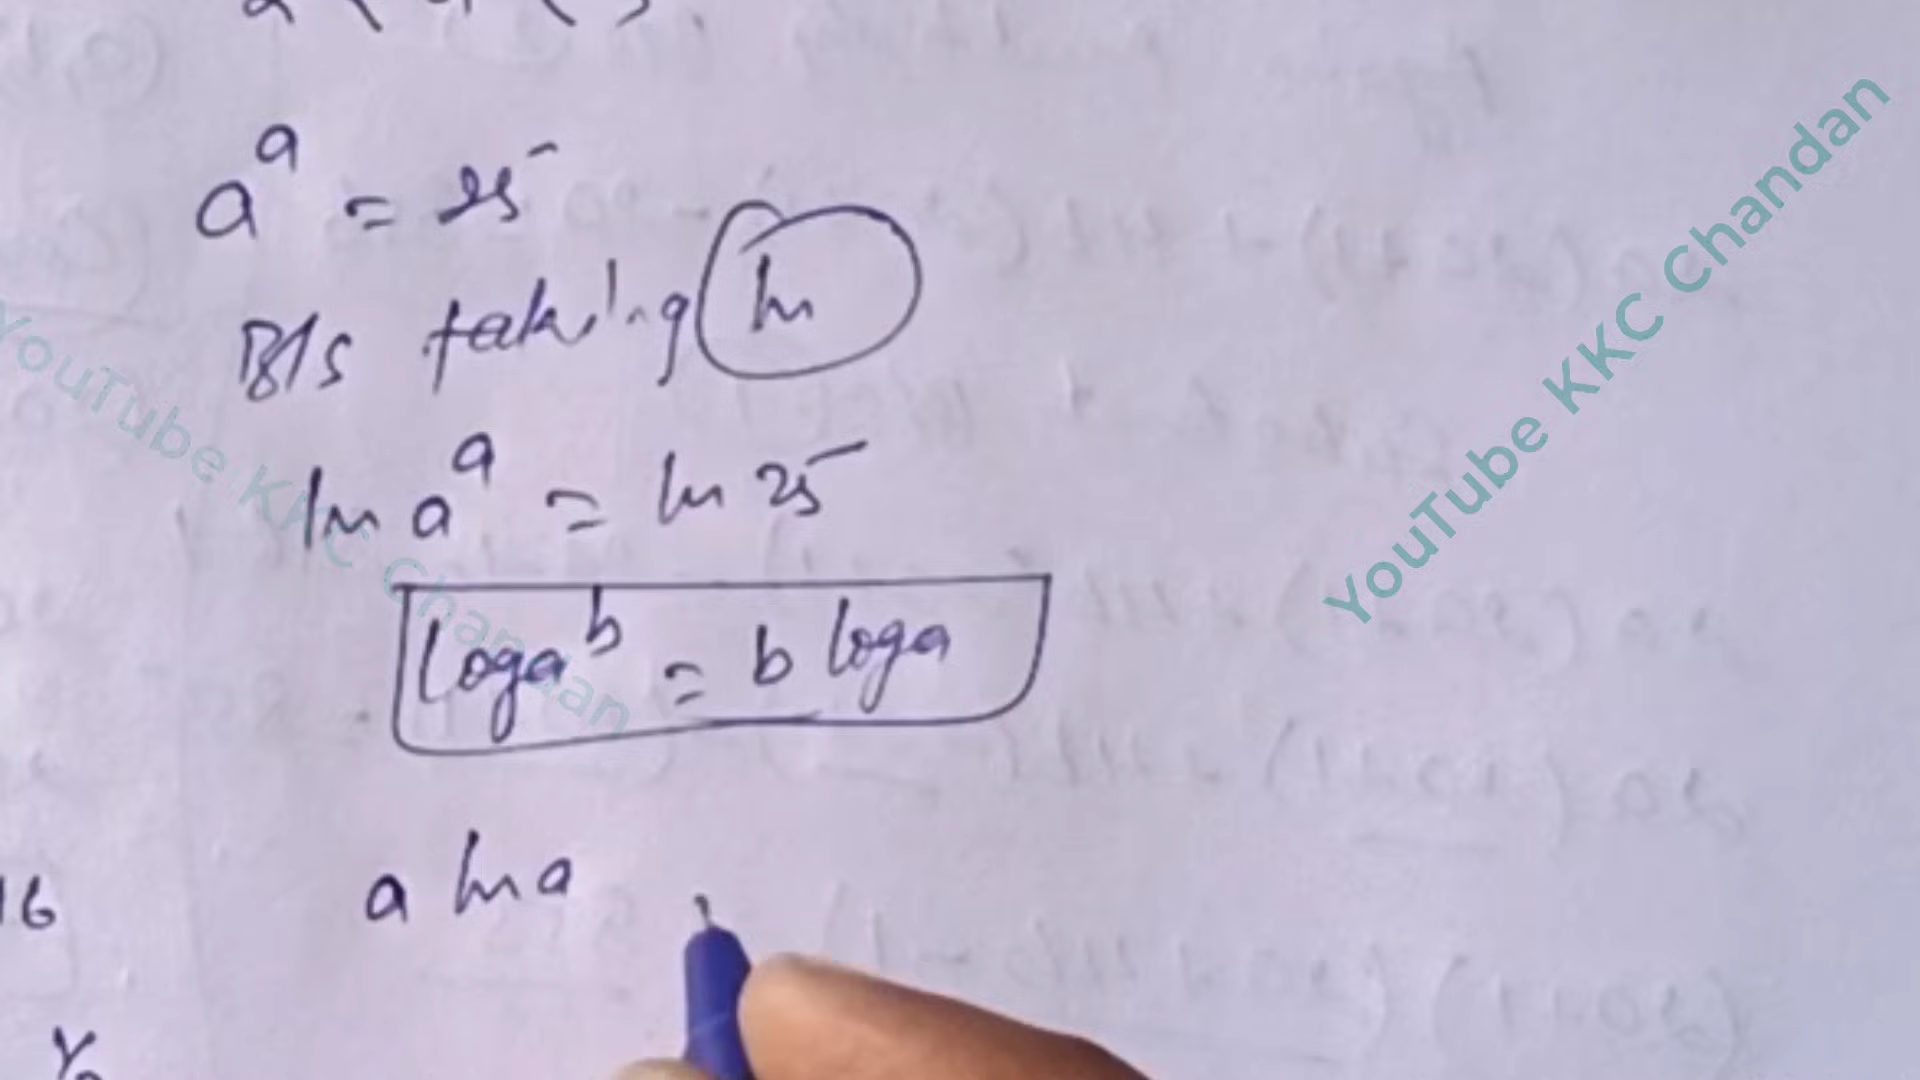 a^a = 25
B/s taking ln
ln a^a = ln 25
log a^b = b log a
a ln a
16
YouTube KKC Chandan
YouTube KKC Chandan